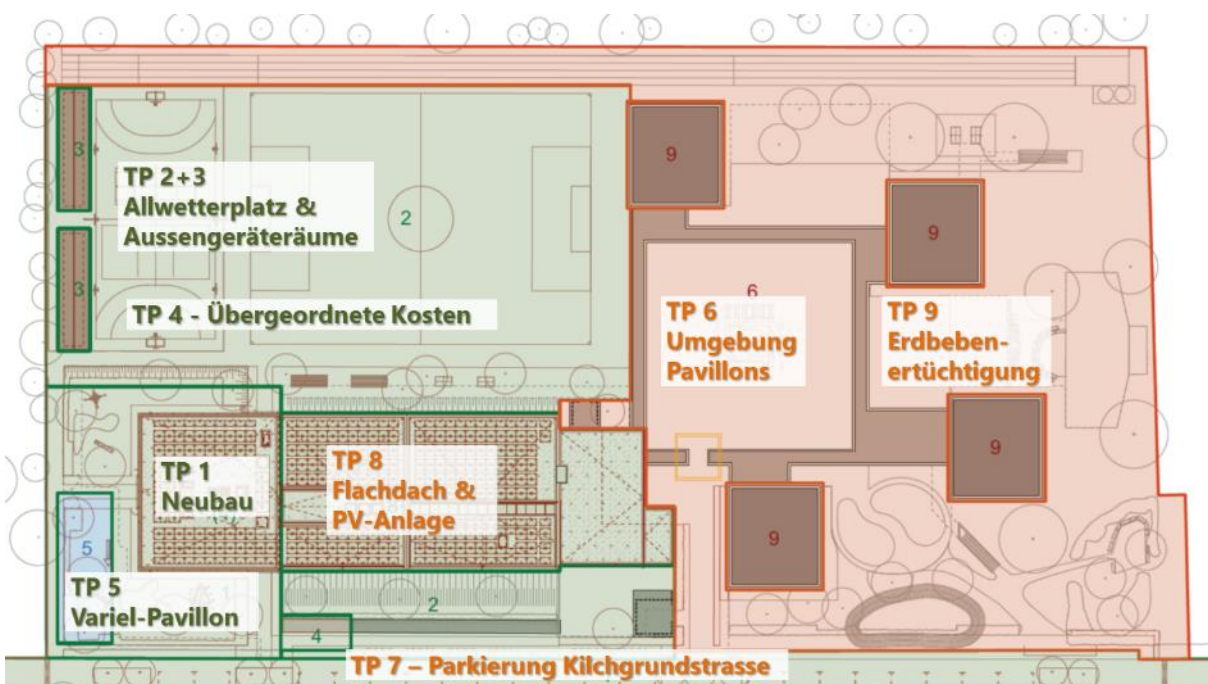 3
TP 2+3
Allwetterplatz &
Aussengeräteräume
2
9
9
3
TP 4 - Übergeordnete Kosten
6
TP 6
Umgebung
Pavillons
TP 9
Erdbeben-
ertüchtigung
TP 1
Neubau
TP 8
Flachdach &
PV-Anlage
9
9
5
TP 5
Variel-Pavillon
1
2
4
TP 7 – Parkierung Kilchgrundstrasse